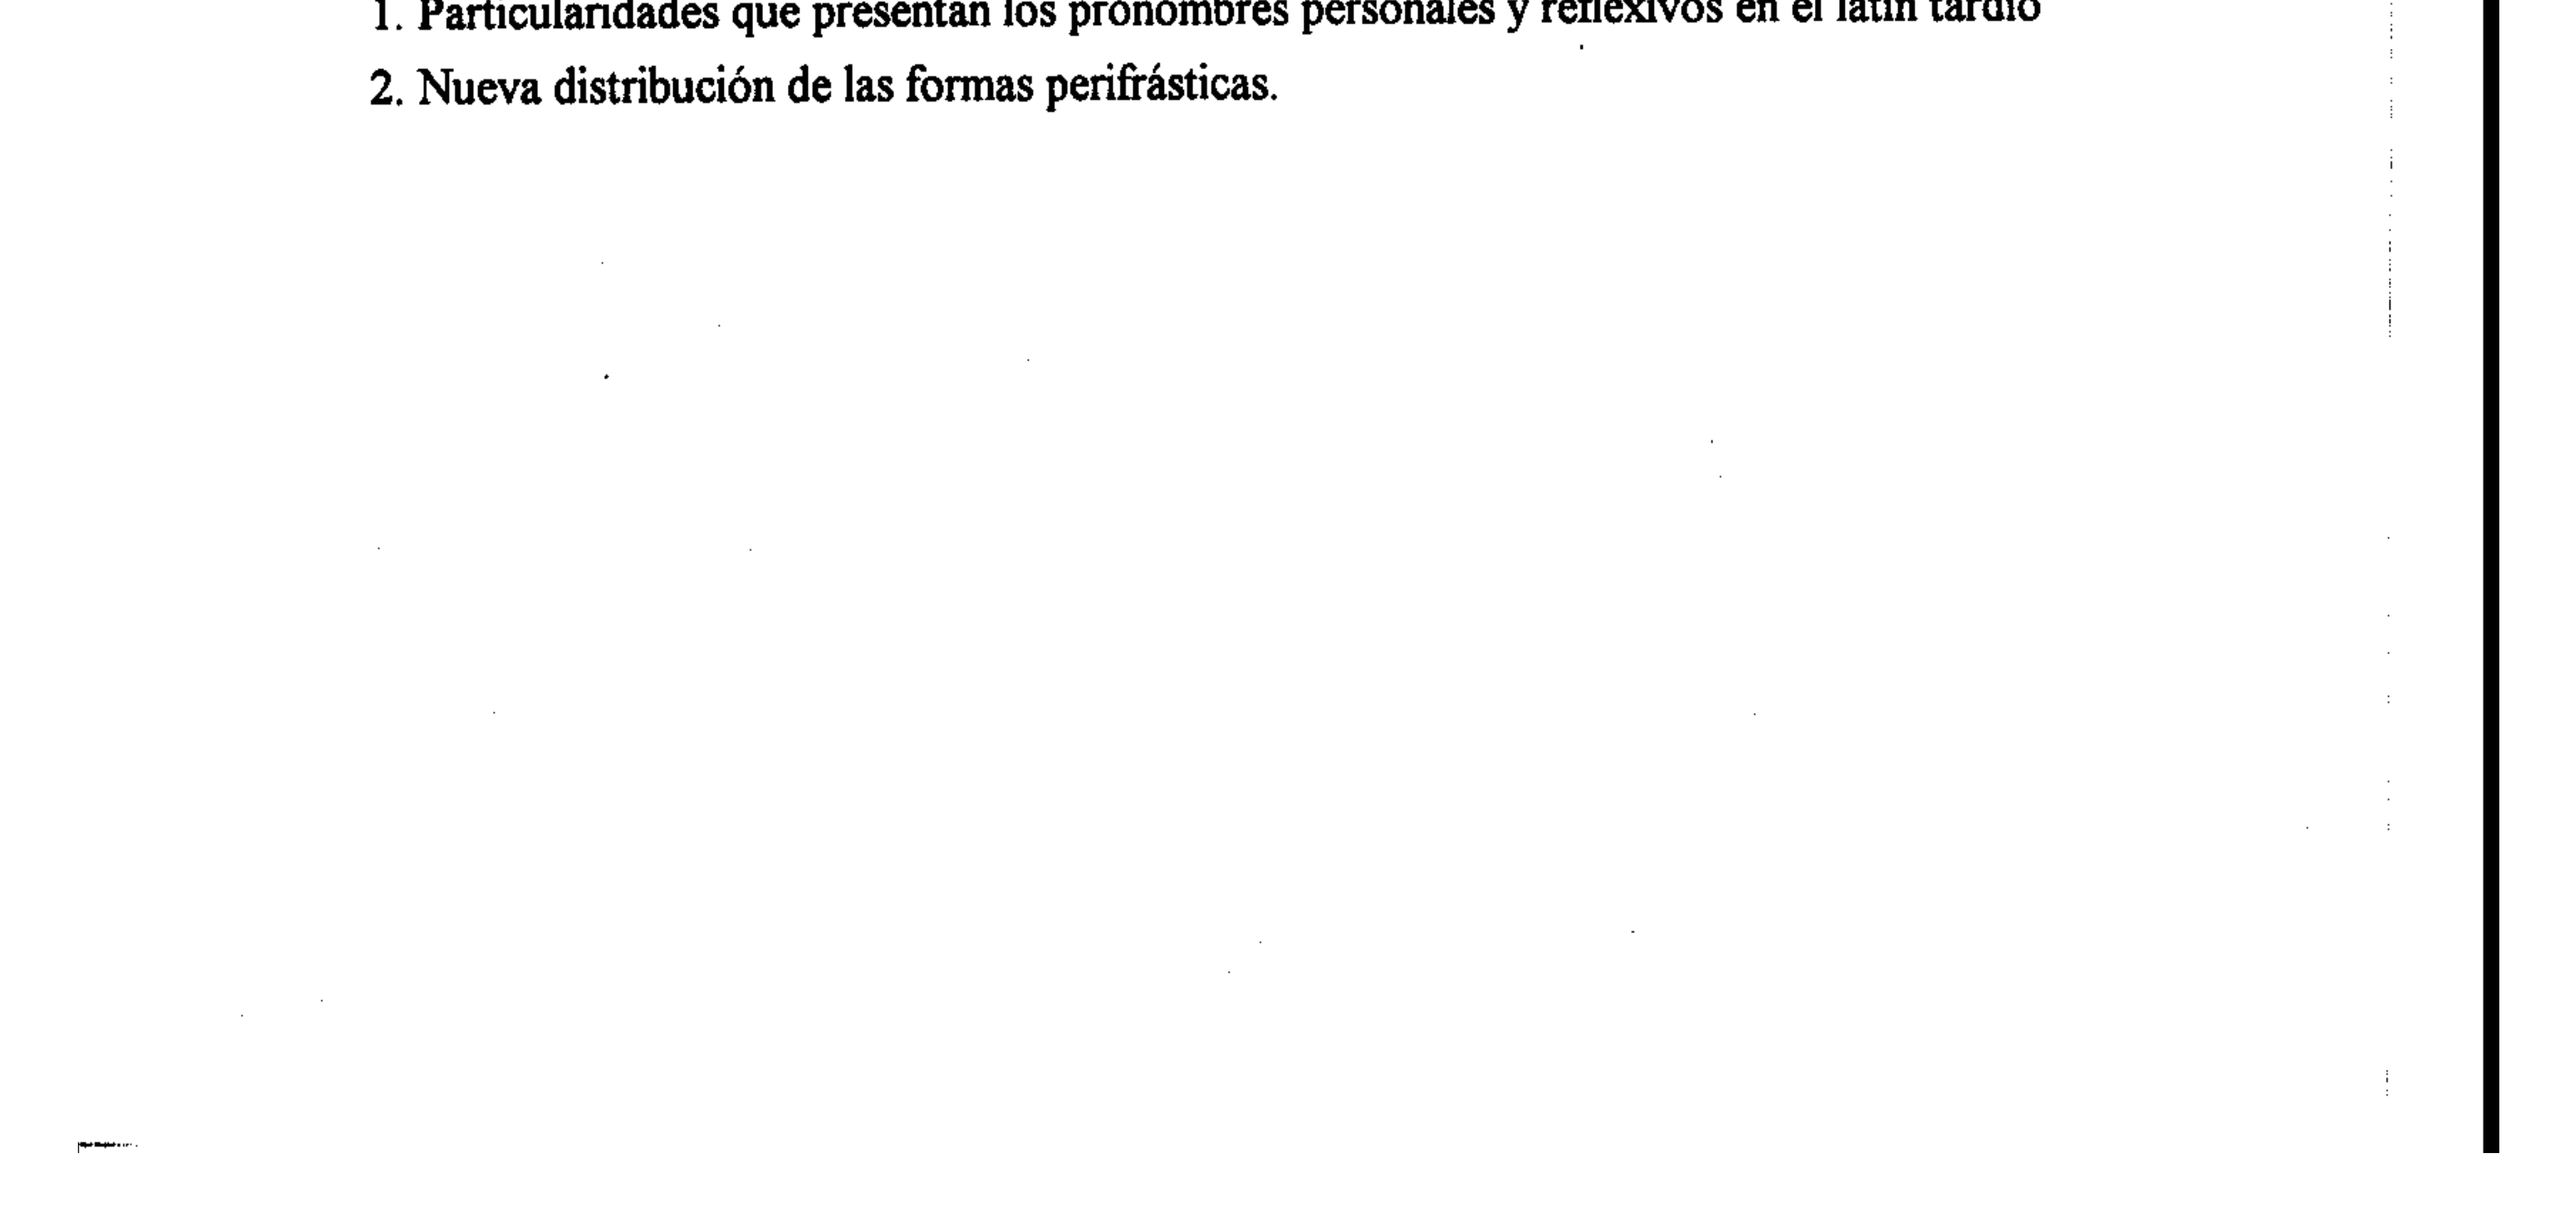 1. Particularidades que presentan los pronombres personales y reflexivos en el latín tardío
2. Nueva distribución de las formas perifrásticas.